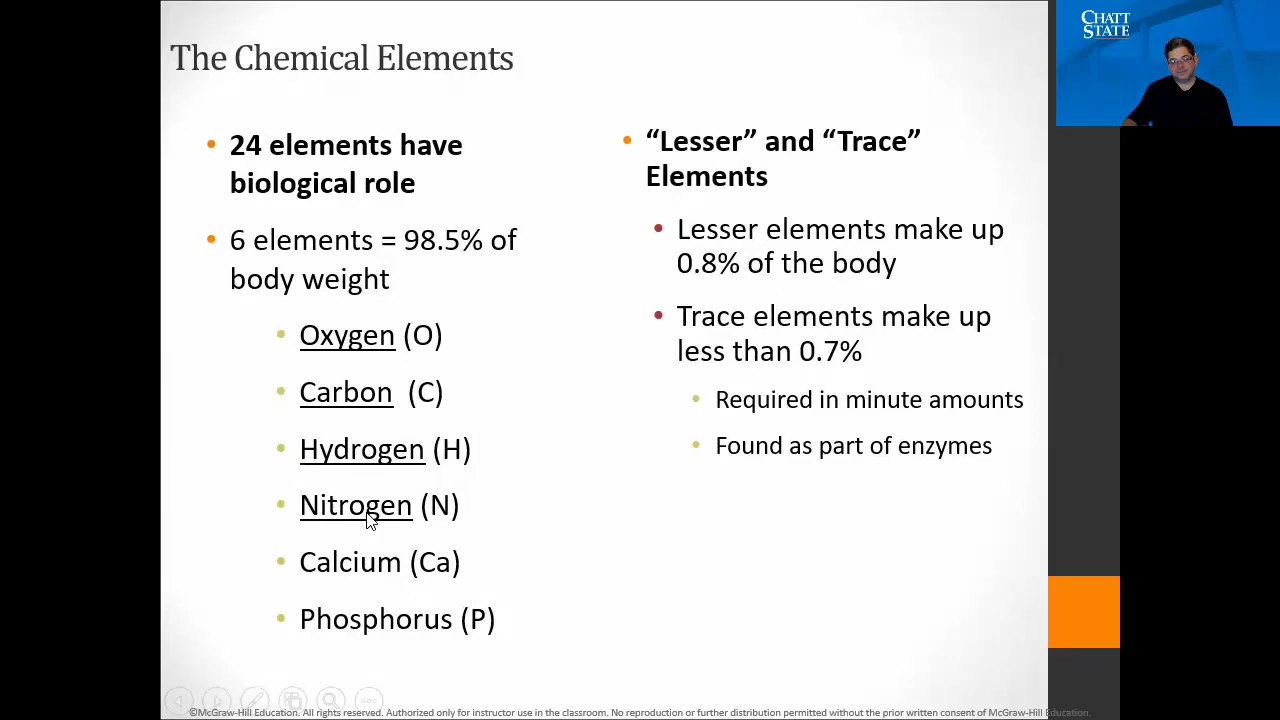 The Chemical Elements
24 elements have
biological role
6 elements = 98.5% of
body weight
Oxygen (O)
Carbon (C)
Hydrogen (H)
Nitrogen (N)
Calcium (Ca)
Phosphorus (P)
“Lesser” and “Trace”
Elements
Lesser elements make up
0.8% of the body
Trace elements make up
less than 0.7%
Required in minute amounts
Found as part of enzymes
©McGraw-Hill Education. All rights reserved. Authorized only for instructor use in the classroom. No reproduction or further distribution permitted without the prior written consent of McGraw-Hill Education.
CHATT
STATE